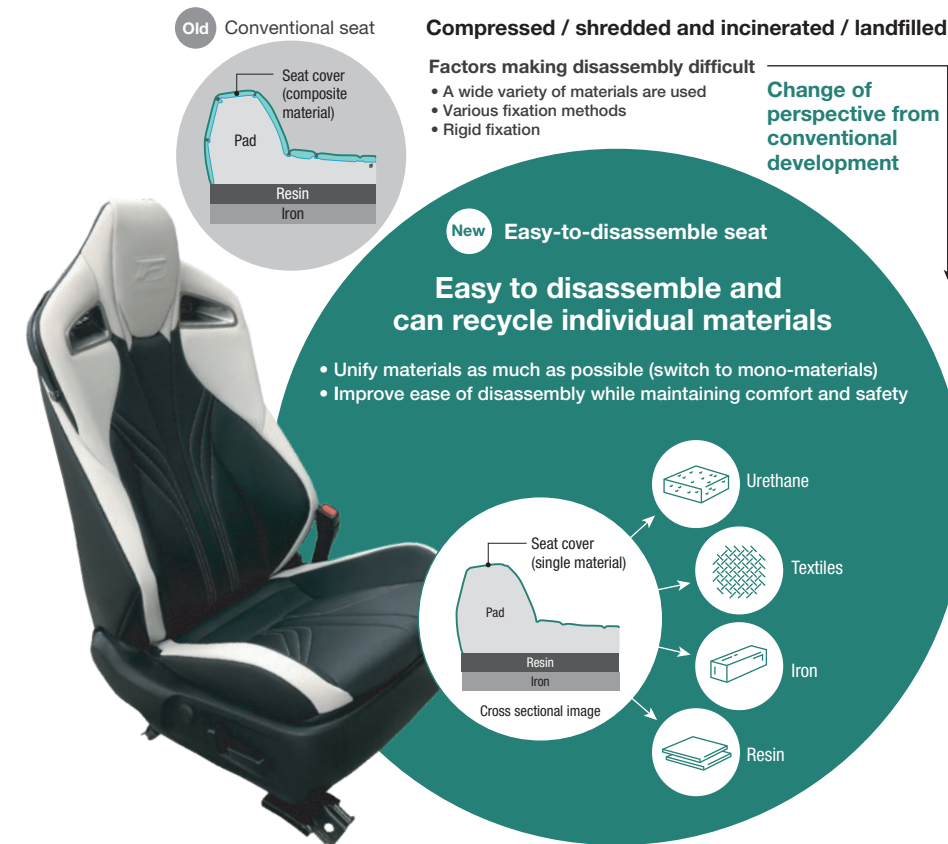 Old Conventional seat
Seat cover
(composite
material)
Pad
Resin
Iron
Compressed / shredded and incinerated / landfilled
Factors making disassembly difficult
• A wide variety of materials are used
• Various fixation methods
• Rigid fixation
Change of
perspective from
conventional
development
New Easy-to-disassemble seat
Easy to disassemble and
can recycle individual materials
• Unify materials as much as possible (switch to mono-materials)
• Improve ease of disassembly while maintaining comfort and safety
Seat cover
(single material)
Pad
Resin
Iron
Cross sectional image
Urethane
Textiles
Iron
Resin